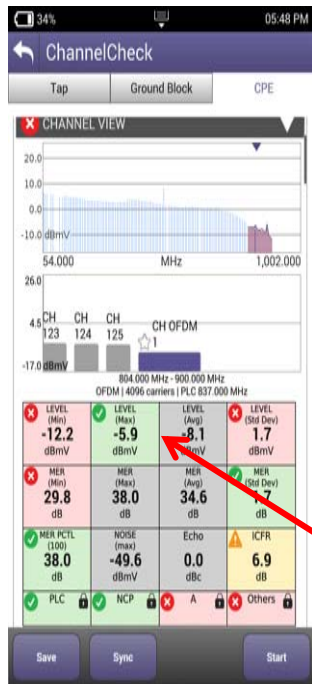 34%
05:48 PM
ChannelCheck
Tap
Ground Block
CPE
CHANNEL VIEW
20.0
10.0
0.0
-10.0 dBmV
54.000
MHz
1,002.000
26.0
4.5
CH
123
CH
124
CH
125
CH OFDM
1
-17.0 dBmV
804.000 MHz - 900.000 MHz
OFDM | 4096 carriers | PLC 837.000 MHz
LEVEL
(Min)
-12.2
dBmV
LEVEL
(Max)
-5.9
dBmV
LEVEL
(Avg)
-8.1
dBmV
LEVEL
(Std Dev)
1.7
dBmV
MER
(Min)
29.8
dB
MER
(Max)
38.0
dB
MER
(Avg)
34.6
dB
MER
(Std Dev)
1.7
dB
MER PCTL
(100)
38.0
dB
NOISE
(max)
-49.6
dBmV
Echo
0.0
dBc
ICFR
6.9
dB
PLC
NCP
A
Others
Save
Sync
Start